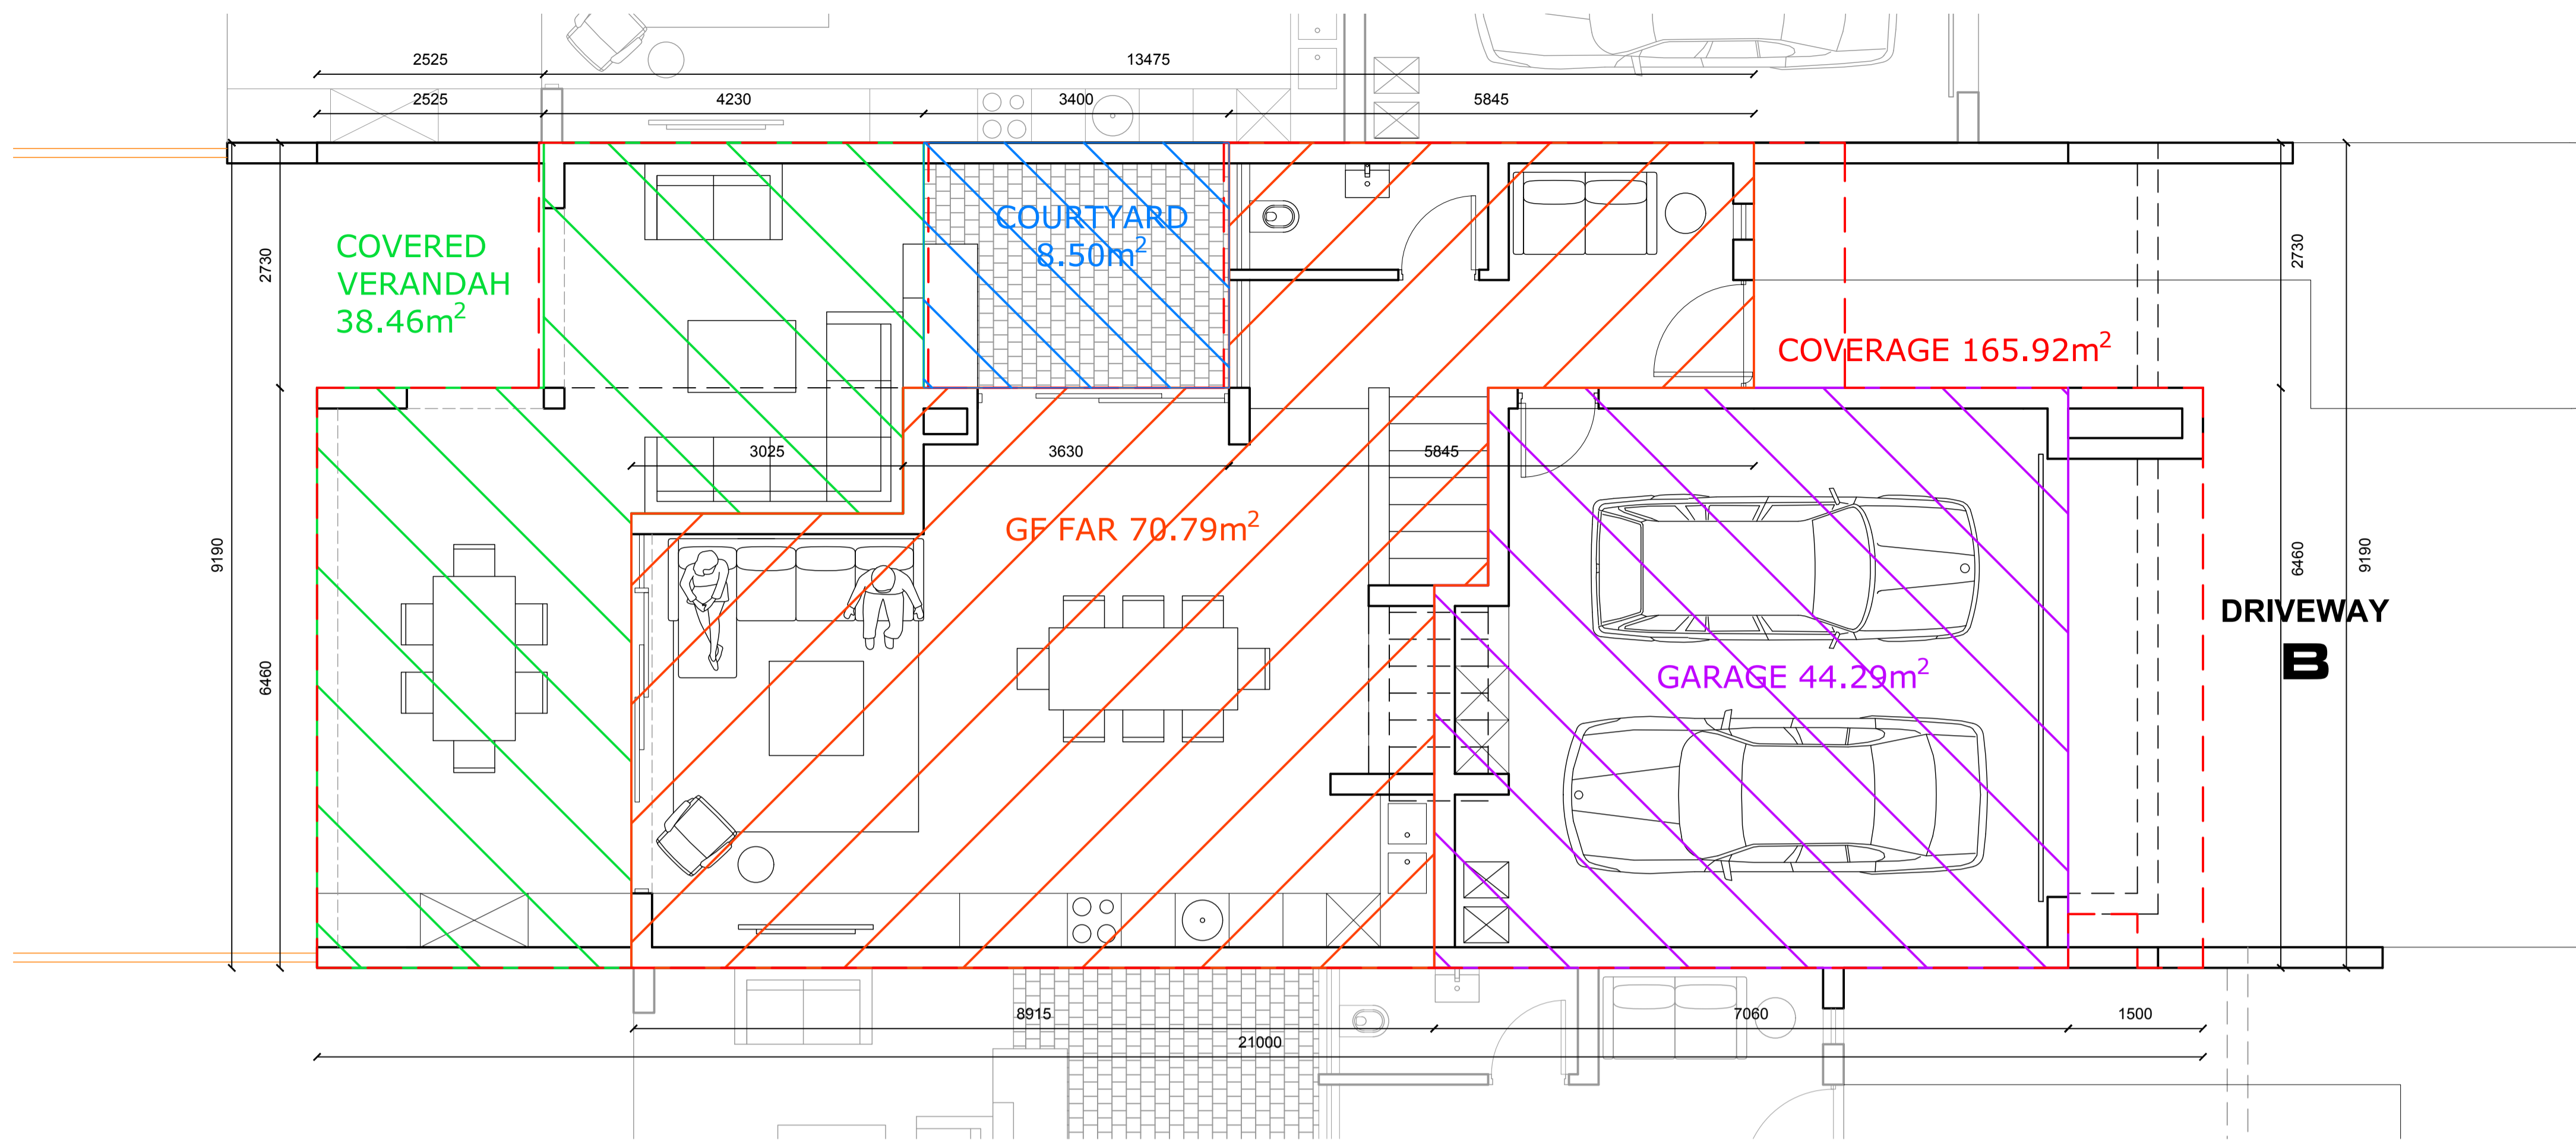 2525
13475
2525
4230
3400
5845
COVERED
VERANDAH
38.46m²
COURTYARD
8.50m²
2730
2730
COVERAGE 165.92m²
3025
3630
5845
GF FAR 70.79m²
9190
6460
6460
9190
DRIVEWAY
B
GARAGE 44.29m²
8915
7060
1500
21000